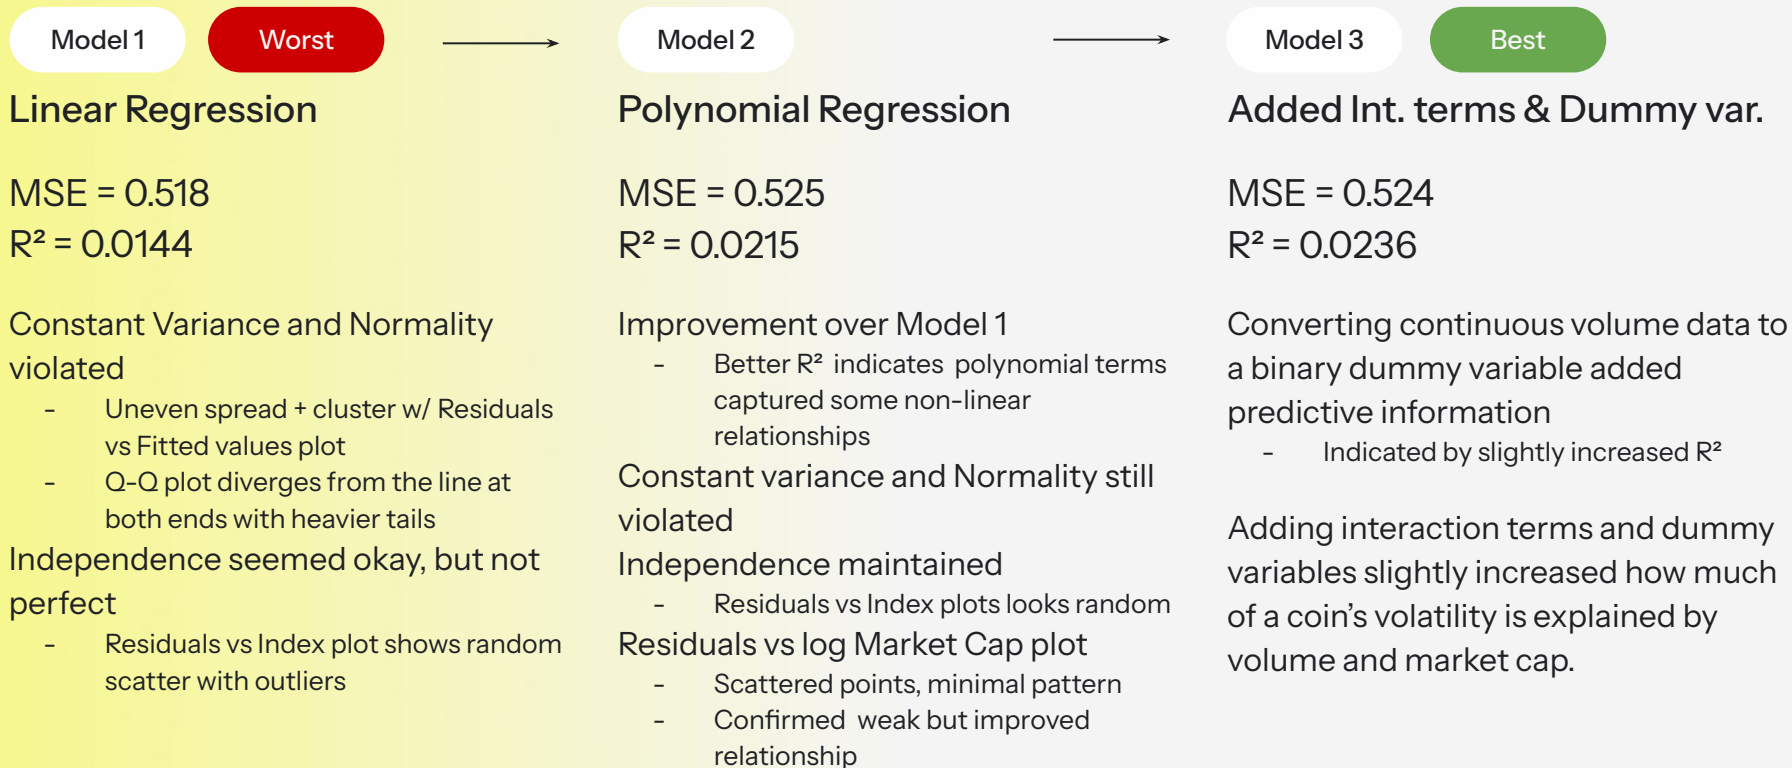 Model 1
Worst
Linear Regression
MSE = 0.518
R² = 0.0144
Constant Variance and Normality
violated
- Uneven spread + cluster w/ Residuals
vs Fitted values plot
- Q-Q plot diverges from the line at
both ends with heavier tails
Independence seemed okay, but not
perfect
- Residuals vs Index plot shows random
scatter with outliers
Model 2
Polynomial Regression
MSE = 0.525
R² = 0.0215
Improvement over Model 1
- Better R² indicates polynomial terms
captured some non-linear
relationships
Constant variance and Normality still
violated
Independence maintained
- Residuals vs Index plots looks random
Residuals vs log Market Cap plot
- Scattered points, minimal pattern
- Confirmed weak but improved
relationship
Model 3
Best
Added Int. terms & Dummy var.
MSE = 0.524
R² = 0.0236
Converting continuous volume data to
a binary dummy variable added
predictive information
- Indicated by slightly increased R²
Adding interaction terms and dummy
variables slightly increased how much
of a coin’s volatility is explained by
volume and market cap.